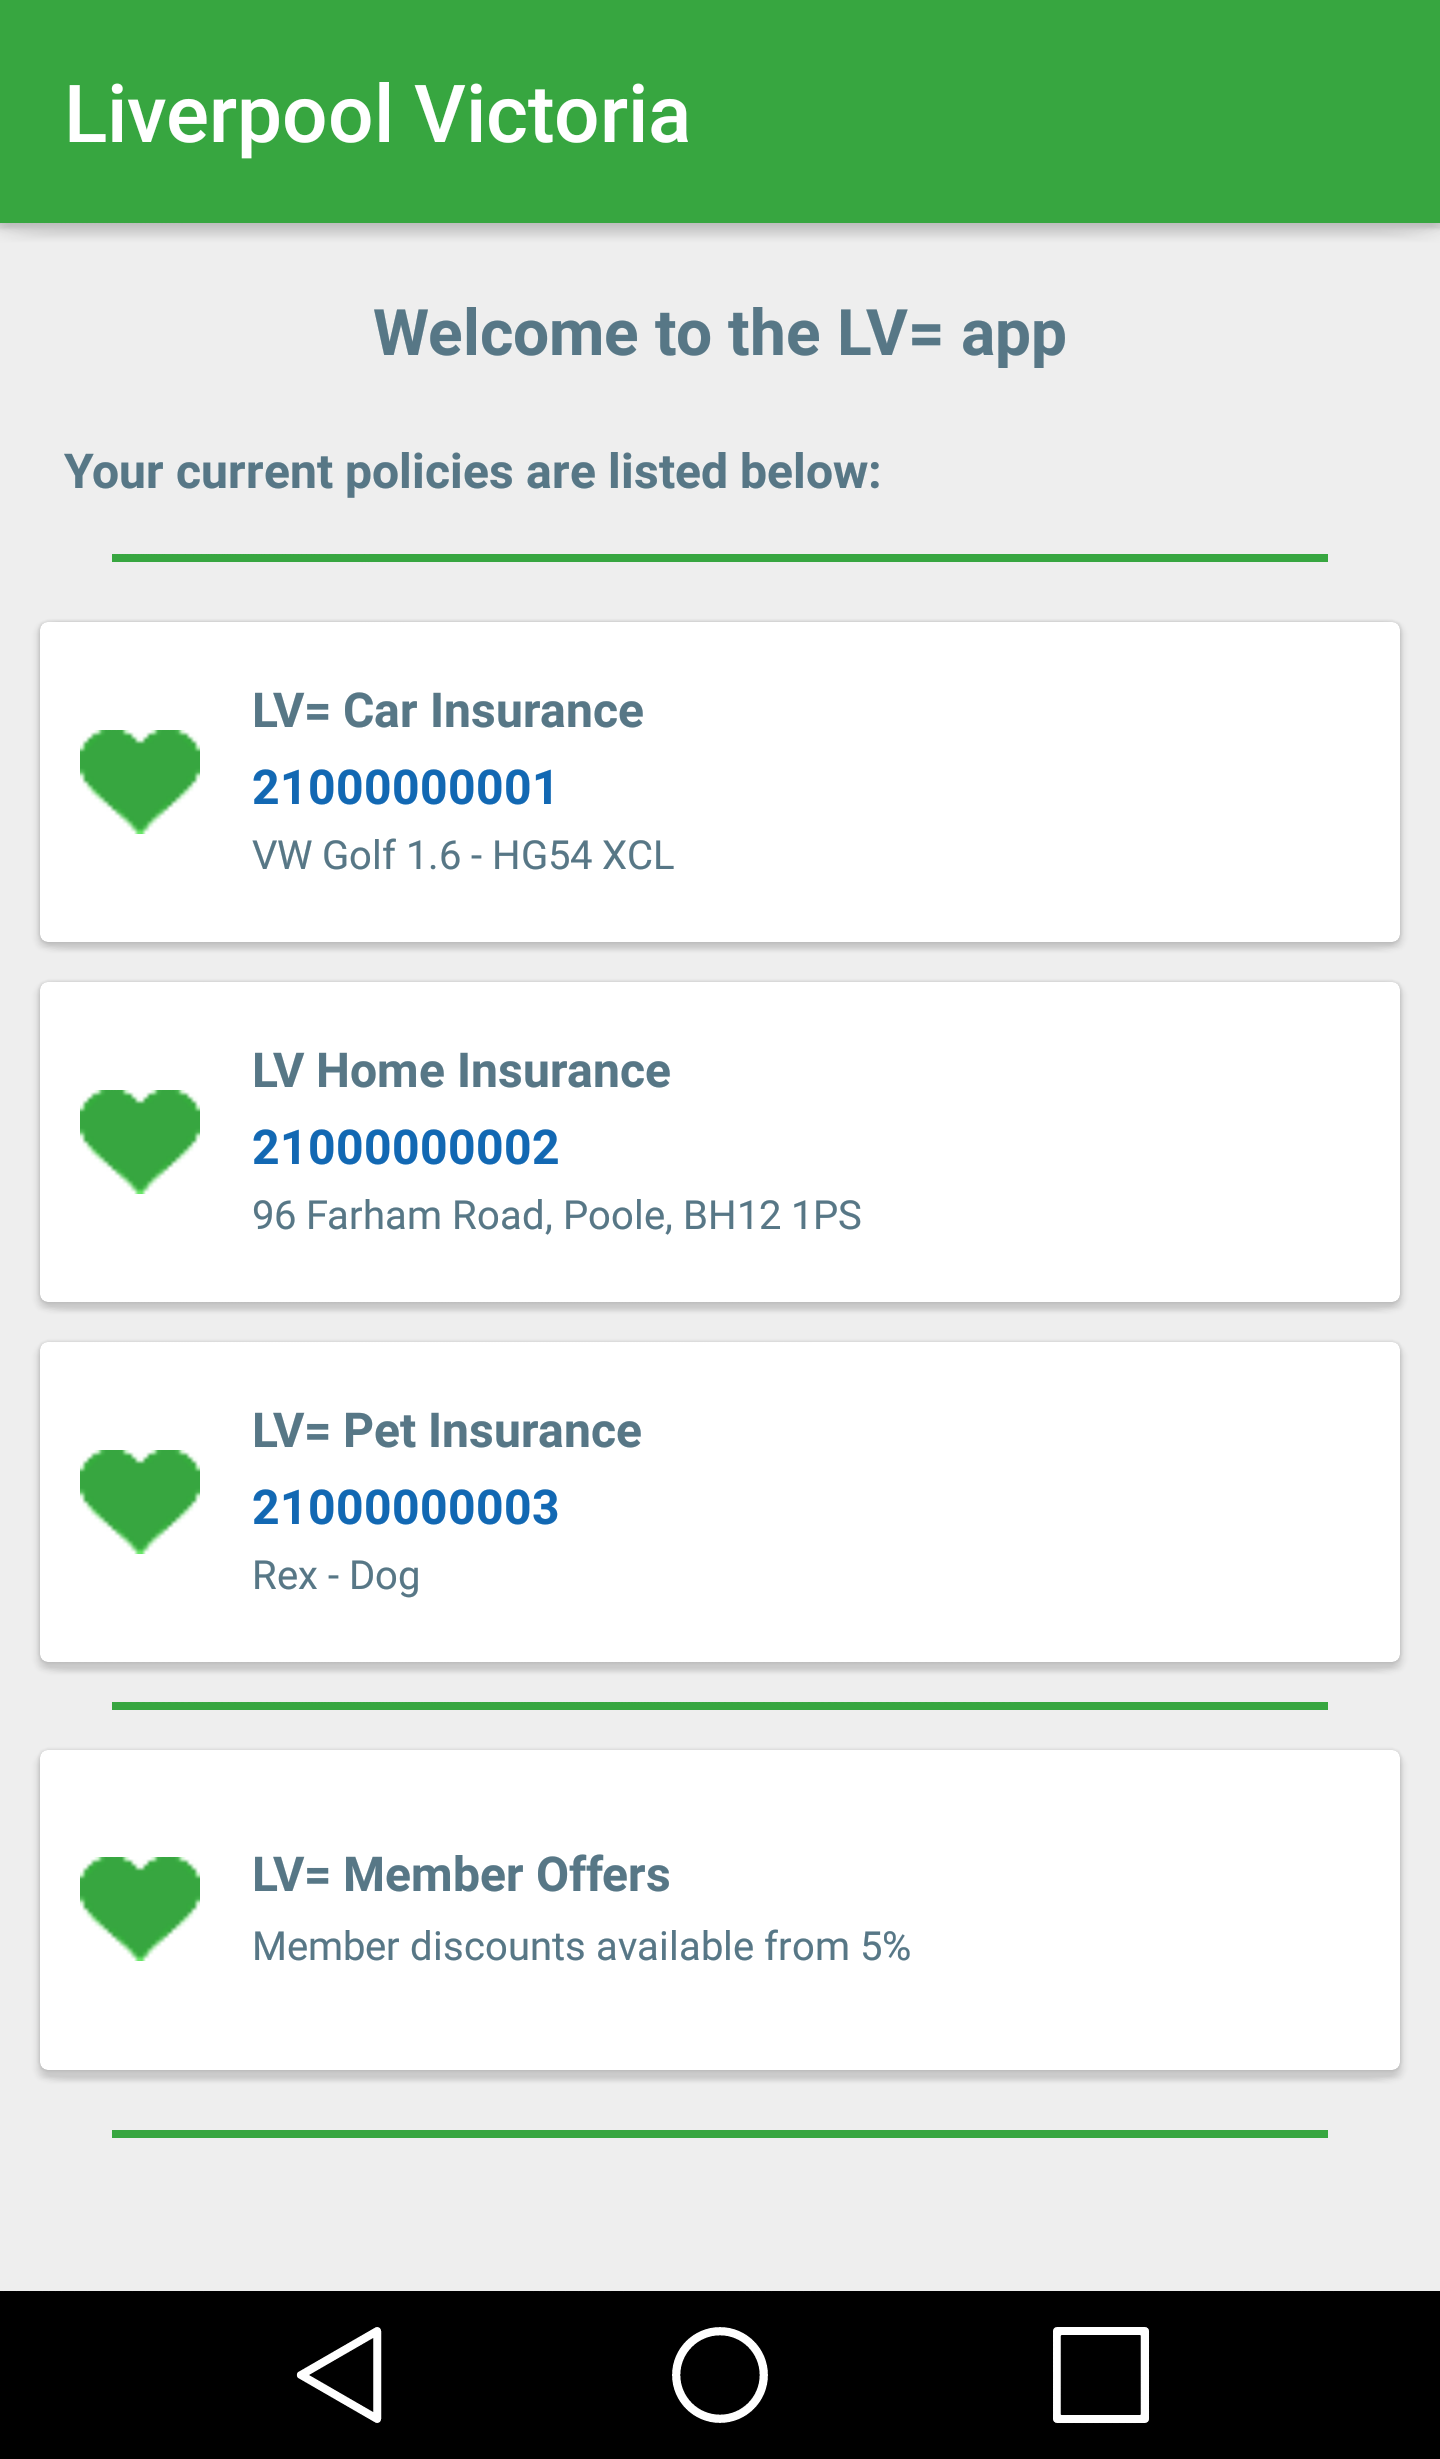 Liverpool Victoria
Welcome to the LV= app
Your current policies are listed below:
LV= Car Insurance
21000000001
VW Golf 1.6 - HG54 XCL
LV Home Insurance
21000000002
96 Farham Road, Poole, BH12 1PS
LV= Pet Insurance
21000000003
Rex - Dog
LV= Member Offers
Member discounts available from 5%